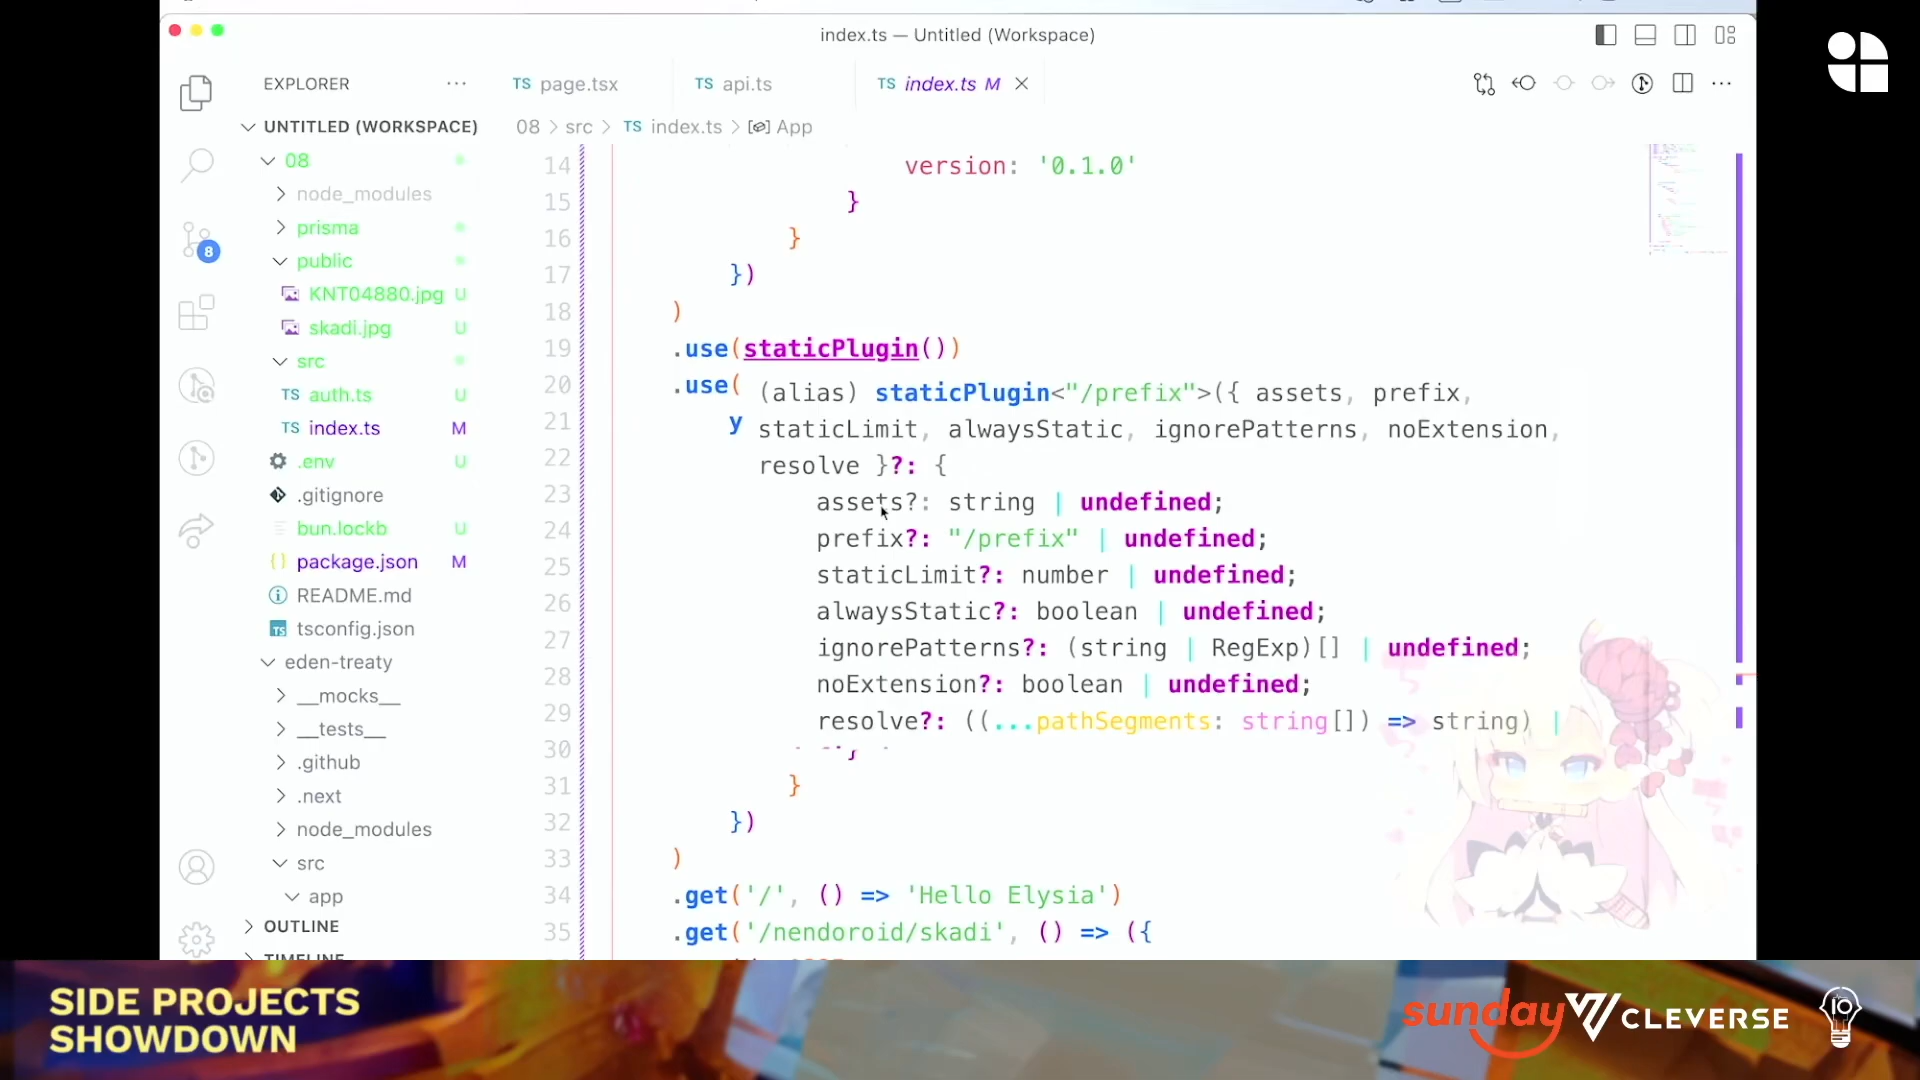 index.ts — Untitled (Workspace)
EXPLORER
TS page.tsx
TS api.ts
TS index.ts M
UNTITLED (WORKSPACE)
08 > src > TS index.ts > App
08
node_modules
prisma
public
KNT04880.jpg U
skadi.jpg U
src
TS auth.ts U
TS index.ts M
.env U
.gitignore
bun.lockb U
package.json M
README.md
tsconfig.json
eden-treaty
__mocks__
__tests__
.github
.next
node_modules
src
app
OUTLINE
TIMELINE
8
14 version: '0.1.0'
15 }
16 }
17 })
18 )
19 .use(staticPlugin())
20 .use(
21 y
22
23
24
25
26
27
28
29
30
31 }
32 })
33 )
34 .get('/', () => 'Hello Elysia')
35 .get('/nendoroid/skadi', () => ({
(alias) staticPlugin<"/prefix">({ assets, prefix,
staticLimit, alwaysStatic, ignorePatterns, noExtension,
resolve }?: {
assets?: string | undefined;
prefix?: "/prefix" | undefined;
staticLimit?: number | undefined;
alwaysStatic?: boolean | undefined;
ignorePatterns?: (string | RegExp)[] | undefined;
noExtension?: boolean | undefined;
resolve?: ((...pathSegments: string[]) => string) |
SIDE PROJECTS
SHOWDOWN
sunday
CLEVERSE